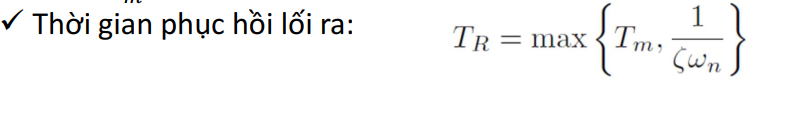 ✓ Thời gian phục hồi lối ra: T_R = max { T_m, 1/(ζω_n) }